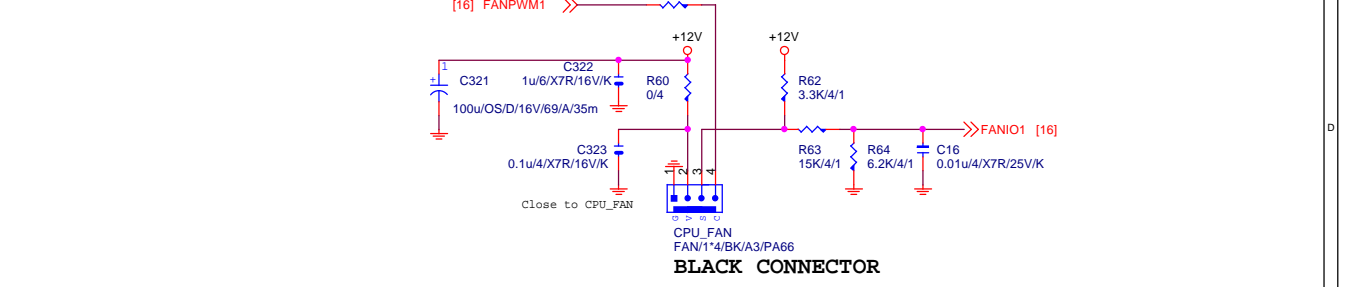 [16] FANPWM1
+12V
+12V
1
+
C321
100u/OS/D/16V/69/A/35m
C322
1u/6/X7R/16V/K
R60
0/4
R62
3.3K/4/1
FANIO1 [16]
D
C323
0.1u/4/X7R/16V/K
R63
15K/4/1
R64
6.2K/4/1
C16
0.01u/4/X7R/25V/K
1 2 3 4
Close to CPU_FAN
G V S C
CPU_FAN
FAN/1*4/BK/A3/PA66
BLACK CONNECTOR